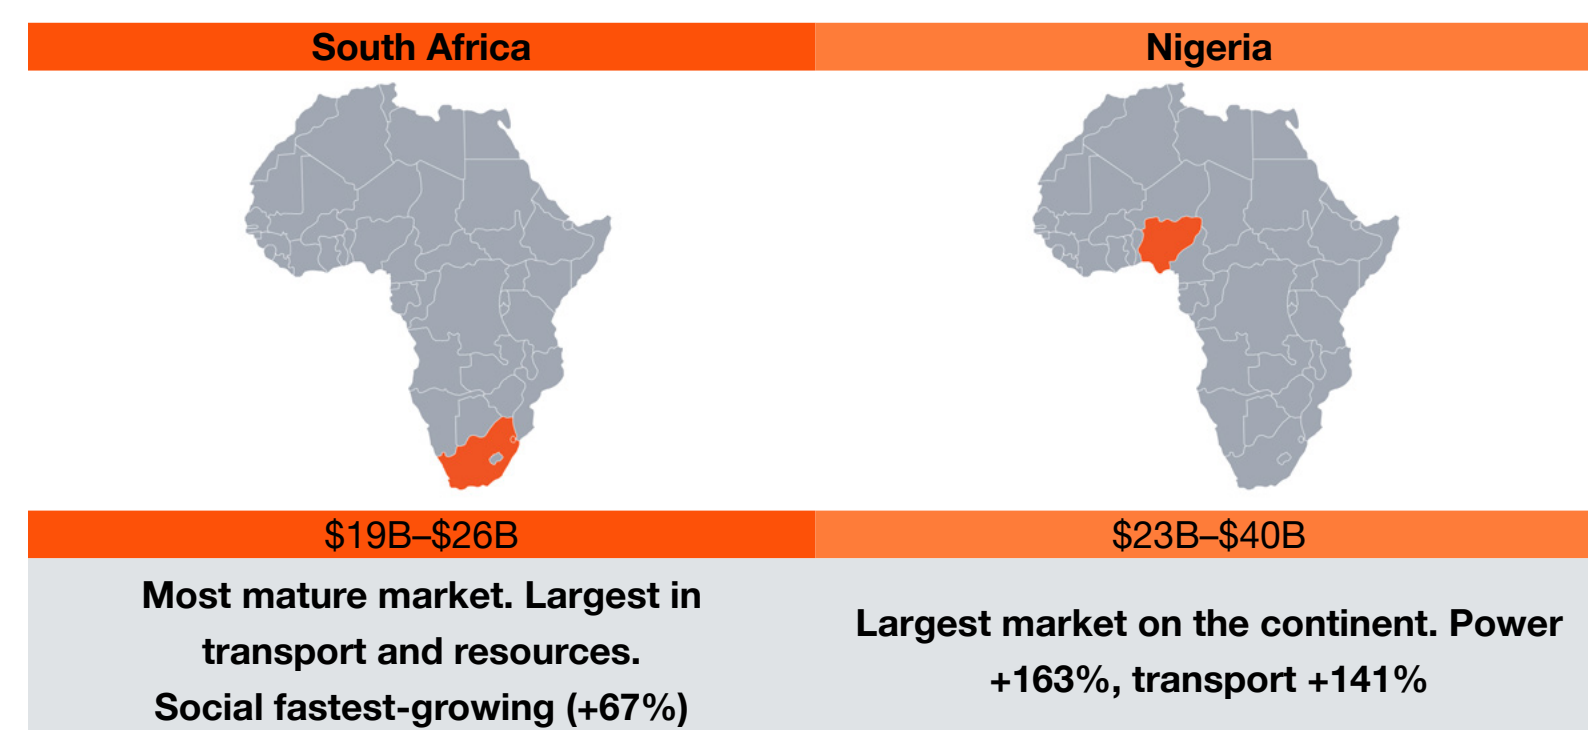 South Africa
Nigeria
$19B–$26B
$23B–$40B
Most mature market. Largest in
transport and resources.
Social fastest-growing (+67%)
Largest market on the continent. Power
+163%, transport +141%